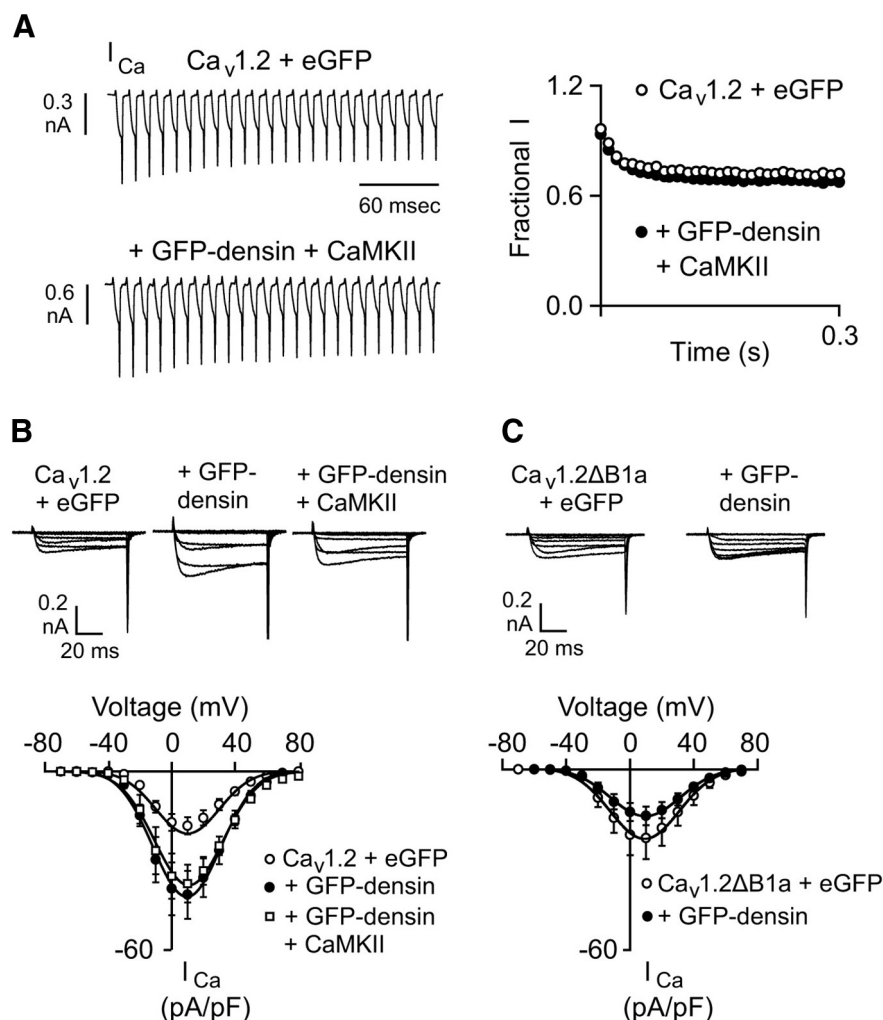 A
I Ca
Ca v 1.2 + eGFP
0.3
nA
60 msec
+ GFP-densin + CaMKII
0.6
nA
1.2
0.6
0.0
Fractional I
Ca v 1.2 + eGFP
+ GFP-densin
+ CaMKII
0.3
Time (s)
B
Ca v 1.2
+ eGFP
+ GFP-
densin
+ GFP-densin
+ CaMKII
0.2
nA
20 ms
Voltage (mV)
-80 -40 0 40 80
Ca v 1.2 + eGFP
+ GFP-densin
+ GFP-densin
+ CaMKII
-60
I Ca
(pA/pF)
C
Ca v 1.2ΔB1a
+ eGFP
+ GFP-
densin
0.2
nA
20 ms
Voltage (mV)
-80 -40 0 40 80
Ca v 1.2ΔB1a + eGFP
+ GFP-densin
-60
I Ca
(pA/pF)